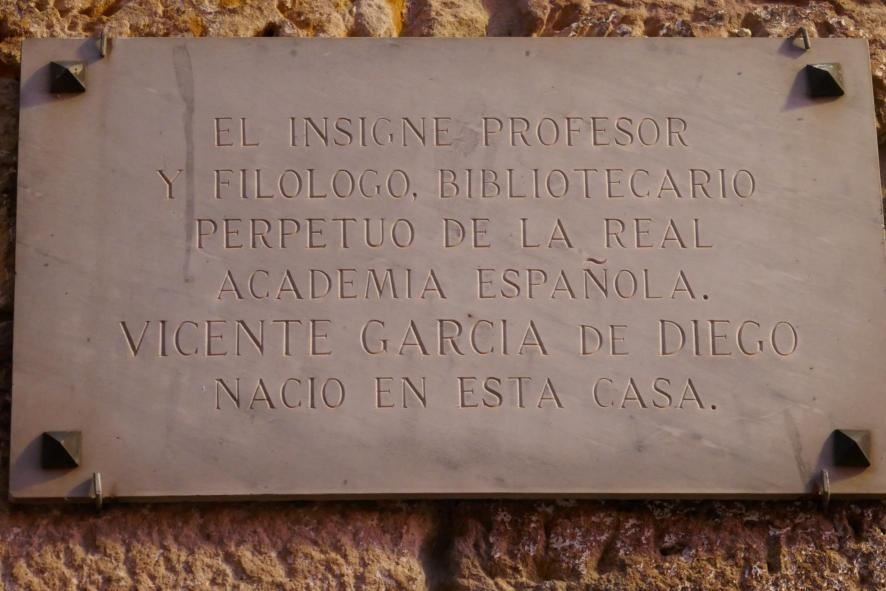 EL INSIGNE PROFESOR
Y FILOLOGO, BIBLIOTECARIO
PERPETUO DE LA REAL
ACADEMIA ESPAÑOLA.
VICENTE GARCIA DE DIEGO
NACIO EN ESTA CASA.